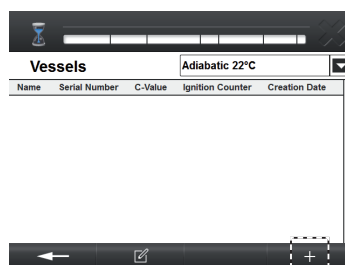 Vessels Adiabatic 22°C
Name Serial Number C-Value Ignition Counter Creation Date